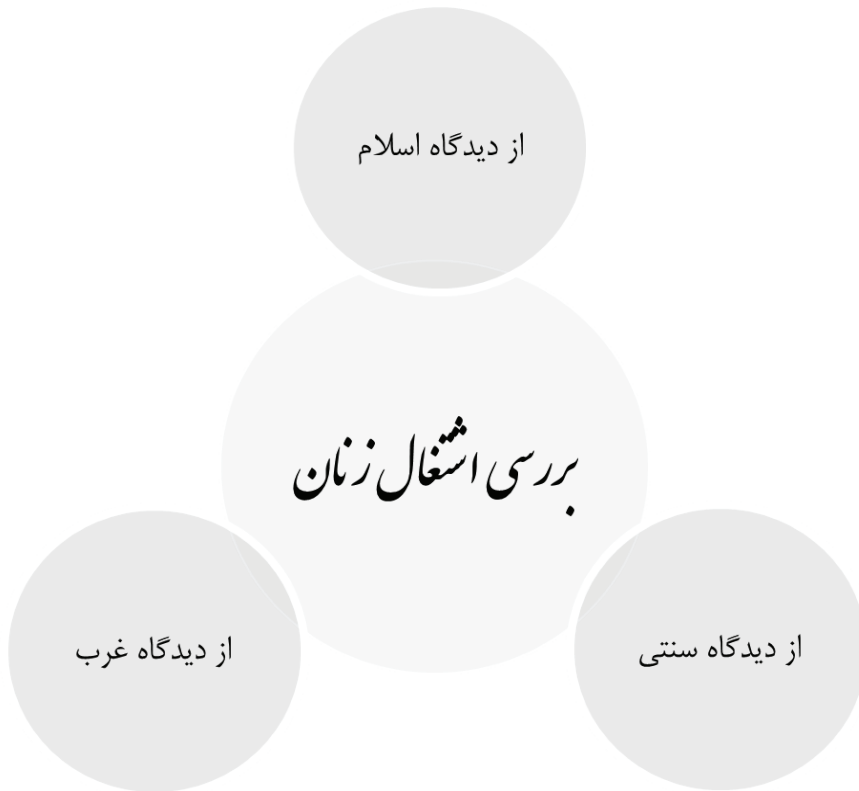 از دیدگاه اسلام
بررسی اشتغال زنان
از دیدگاه سنتی
از دیدگاه غرب